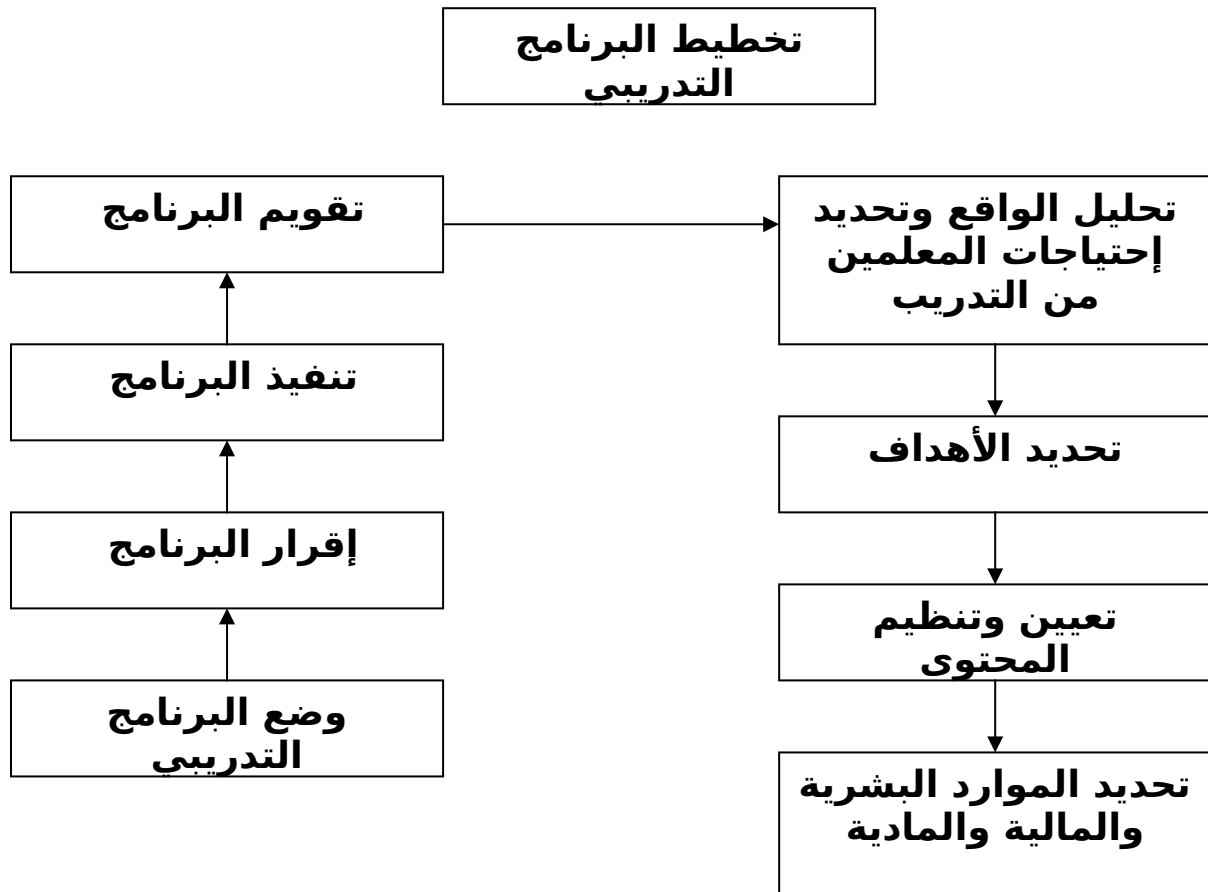 تخطيط البرنامج
التدريبي
تحليل الواقع وتحديد
إحتياجات المعلمين
من التدريب
تحديد الأهداف
تعيين وتنظيم
المحتوى
تحديد الموارد البشرية
والمالية والمادية
تقويم البرنامج
تنفيذ البرنامج
إقرار البرنامج
وضع البرنامج
التدريبي